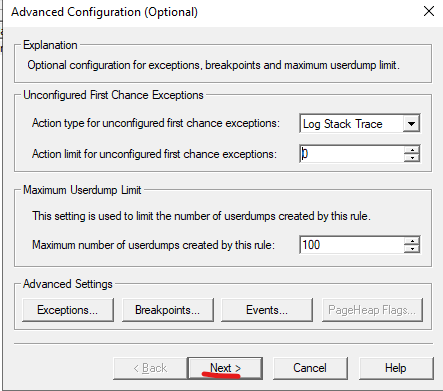 Advanced Configuration (Optional)
Explanation
Optional configuration for exceptions, breakpoints and maximum userdump limit.
Unconfigured First Chance Exceptions
Action type for unconfigured first chance exceptions: Log Stack Trace
Action limit for unconfigured first chance exceptions: 0
Maximum Userdump Limit
This setting is used to limit the number of userdumps created by this rule.
Maximum number of userdumps created by this rule: 100
Advanced Settings
Exceptions... Breakpoints... Events... PageHeap Flags...
< Back Next > Cancel Help